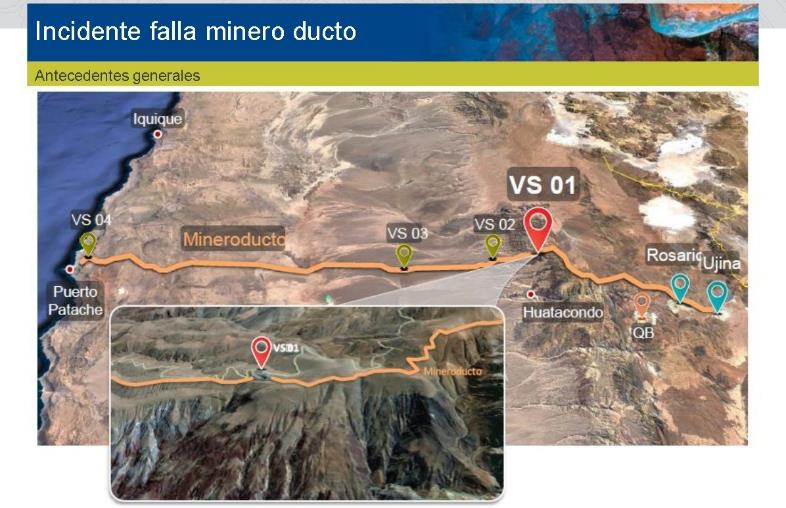 Incidente falla minero ducto
Antecedentes generales
Iquique
VS 01
VS 04
VS 02
VS 03
Mineroducto
Rosario
Ujina
Puerto
Patache
Huatacondo
QB
Mineroducto